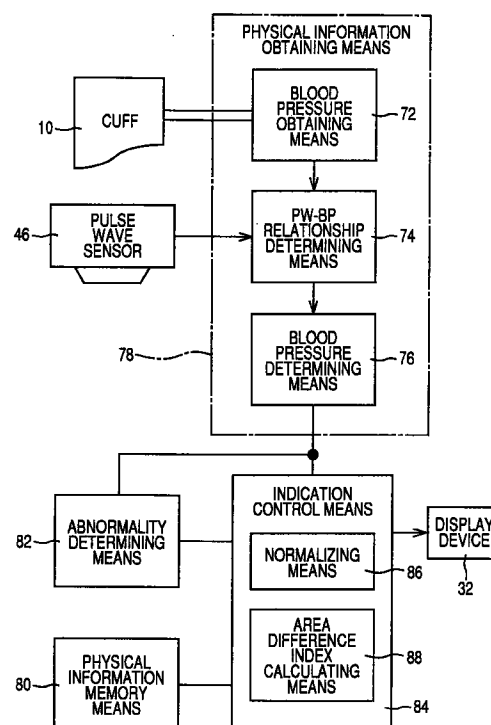 PHYSICAL INFORMATION
OBTAINING MEANS
CUFF
10
BLOOD
PRESSURE
OBTAINING
MEANS
72
PULSE
WAVE
SENSOR
46
PW-BP
RELATIONSHIP
DETERMINING
MEANS
74
BLOOD
PRESSURE
DETERMINING
MEANS
76
78
ABNORMALITY
DETERMINING
MEANS
82
INDICATION
CONTROL MEANS
NORMALIZING
MEANS
86
DISPLAY
DEVICE
32
PHYSICAL
INFORMATION
MEMORY
MEANS
80
AREA
DIFFERENCE
INDEX
CALCULATING
MEANS
88
84